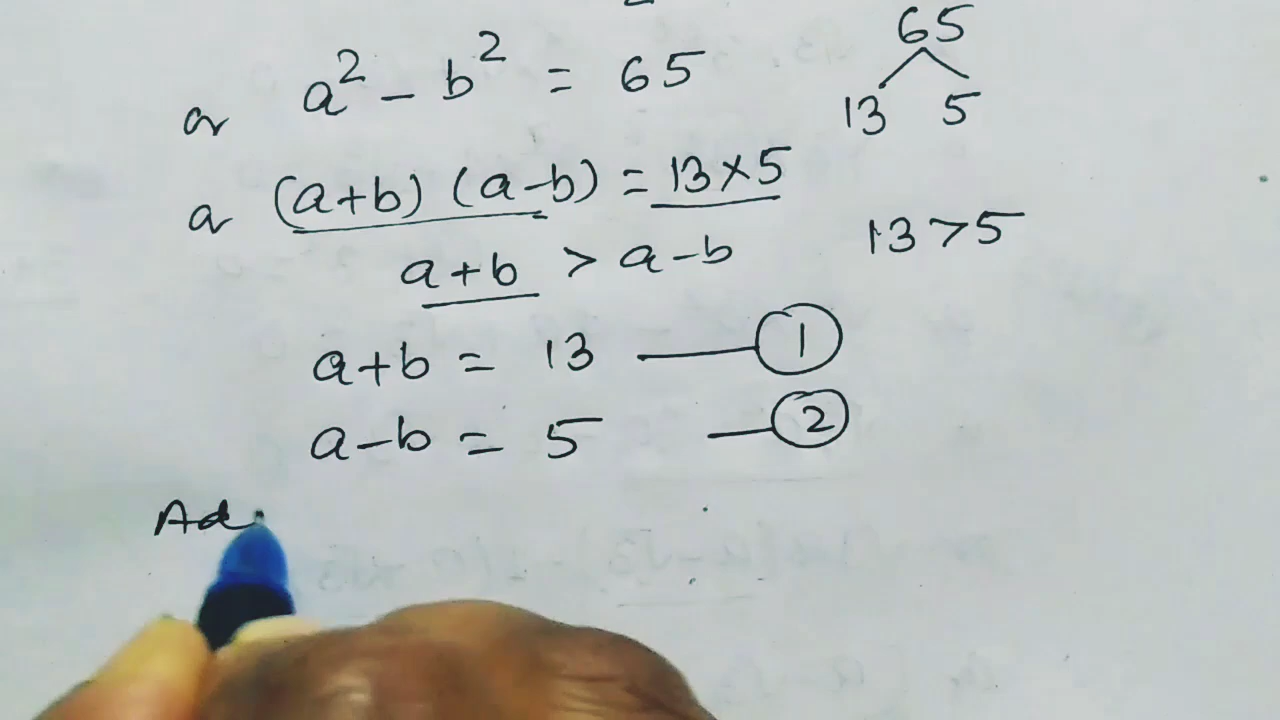 or a² - b² = 65
65
13 5
or (a+b) (a-b) = 13×5
a+b > a-b
13 > 5
a+b = 13 ——— ①
a-b = 5 —— ②
Ad